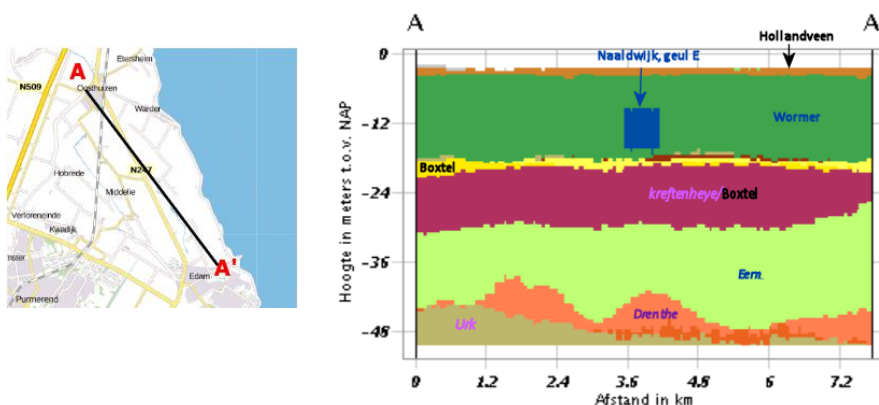 A
Etersheim
N509
Oosthuizen
Warder
N247
Hobrede
Middelie
Verloreneinde
Kwadijk
mster
A'
Edam
Purmerend
A
A
Hollandveen
0
Naaldwijk, geul E
Hoogte in meters t.o.v. NAP
-12
Wormer
Boxtel
-24
kreftenheye/Boxtel
-36
Eem
Urk
Drenthe
-48
0
1.2
2.4
3.6
4.8
6
7.2
Afstand in km